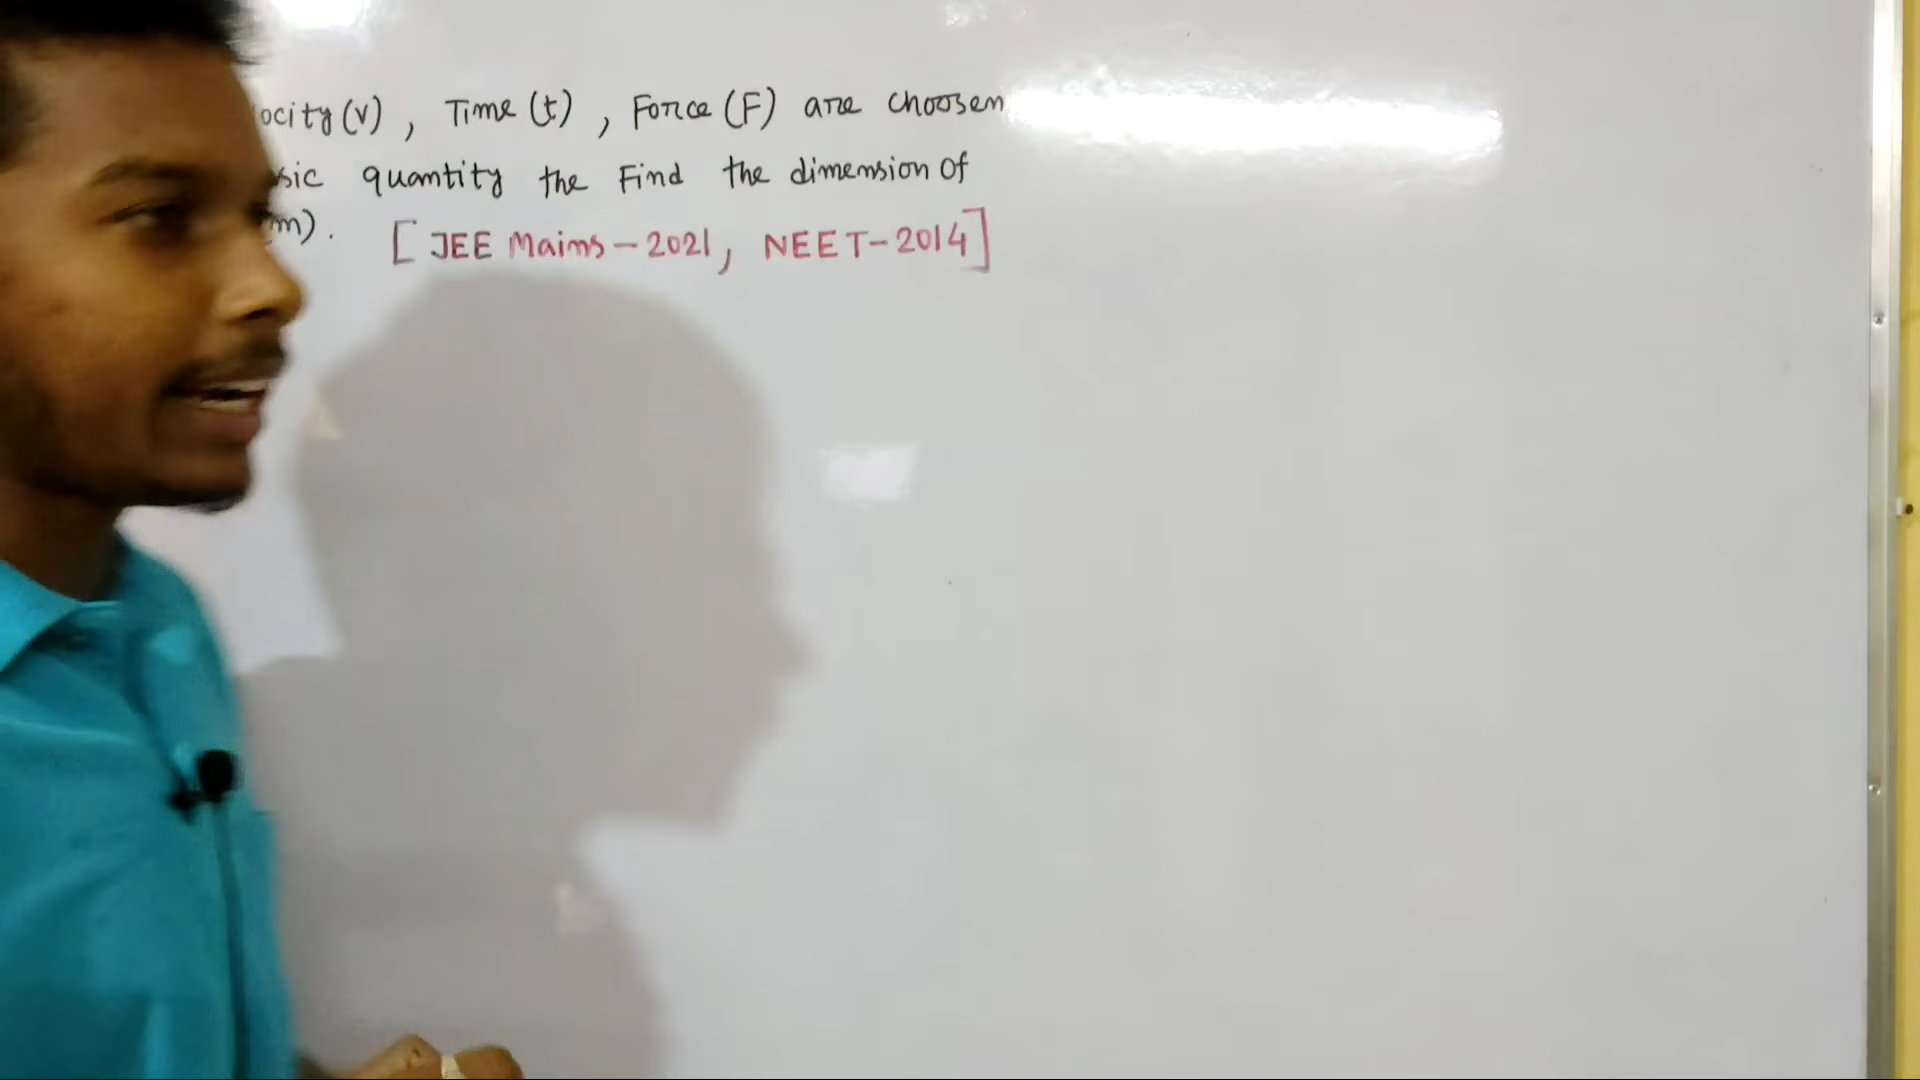 ocity (v) , Time (t) , Force (F) are choosen
sic quantity the Find the dimension of
m) . [ JEE Mains - 2021 , NEET - 2014 ]